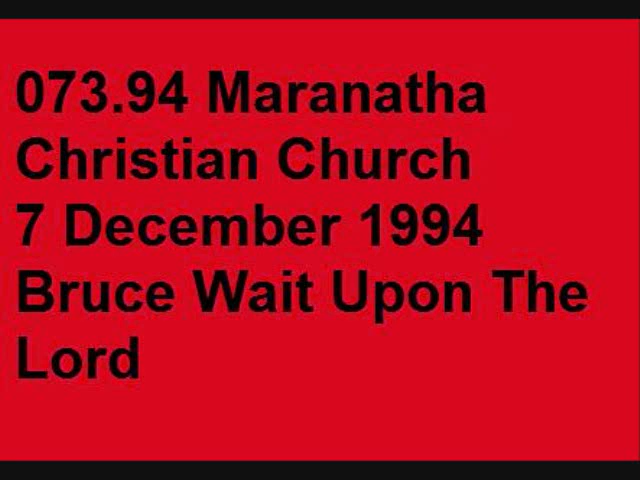 073.94 Maranatha
Christian Church
7 December 1994
Bruce Wait Upon The
Lord